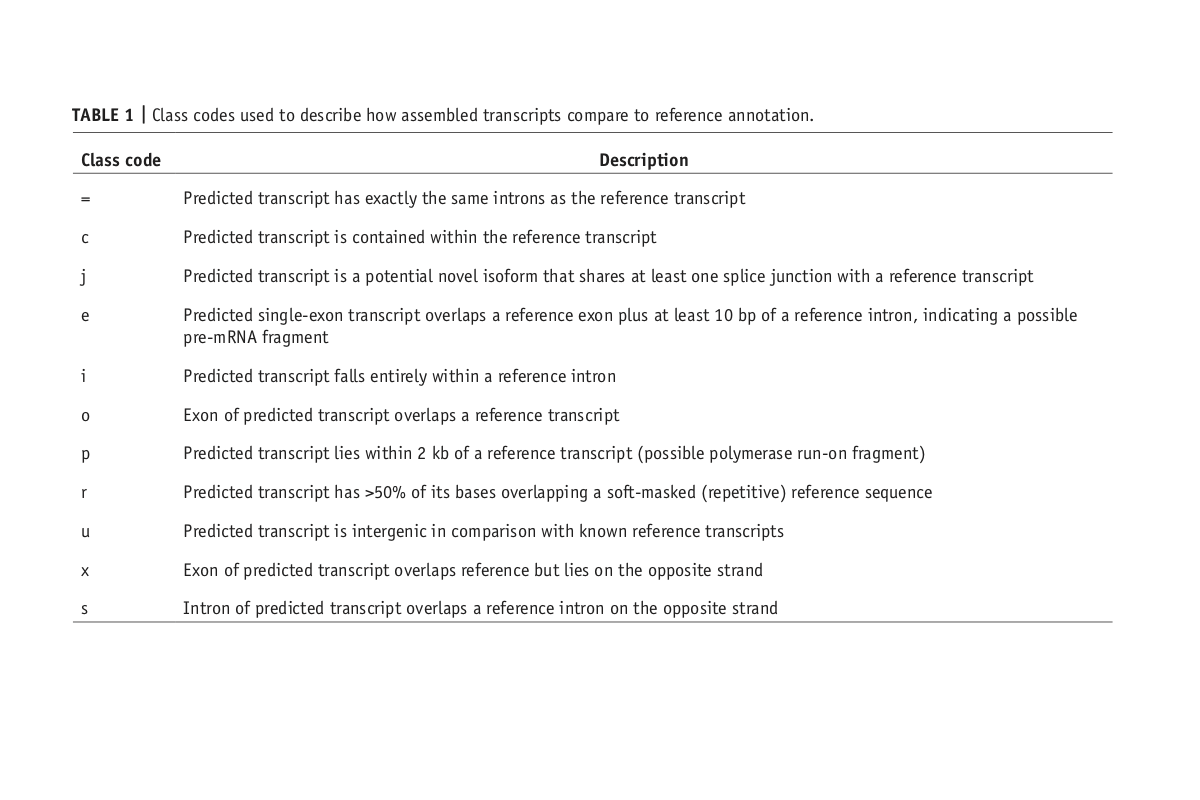 TABLE 1 | Class codes used to describe how assembled transcripts compare to reference annotation.
Class code Description
= Predicted transcript has exactly the same introns as the reference transcript
c Predicted transcript is contained within the reference transcript
j Predicted transcript is a potential novel isoform that shares at least one splice junction with a reference transcript
e Predicted single-exon transcript overlaps a reference exon plus at least 10 bp of a reference intron, indicating a possible
pre-mRNA fragment
i Predicted transcript falls entirely within a reference intron
o Exon of predicted transcript overlaps a reference transcript
p Predicted transcript lies within 2 kb of a reference transcript (possible polymerase run-on fragment)
r Predicted transcript has >50% of its bases overlapping a soft-masked (repetitive) reference sequence
u Predicted transcript is intergenic in comparison with known reference transcripts
x Exon of predicted transcript overlaps reference but lies on the opposite strand
s Intron of predicted transcript overlaps a reference intron on the opposite strand